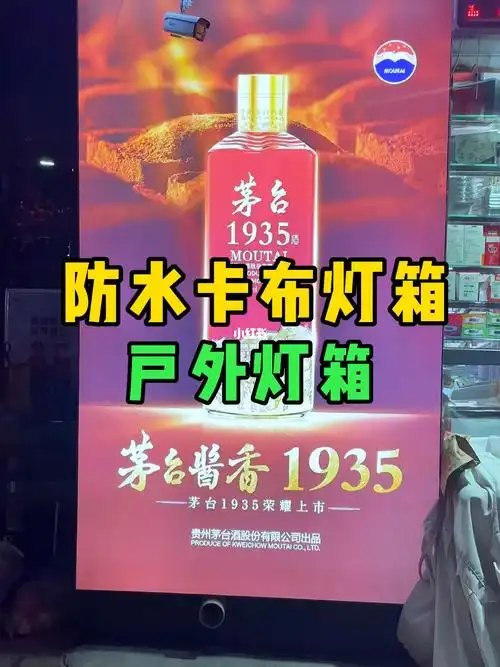 MOUTAI
茅台
1935
MOUTAI
防水卡布灯箱
小红书
户外灯箱
茅台酱香 1935
茅台1935荣耀上市
贵州茅台酒股份有限公司出品
PRODUCE OF KWEICHOW MOUTAI CO., LTD.